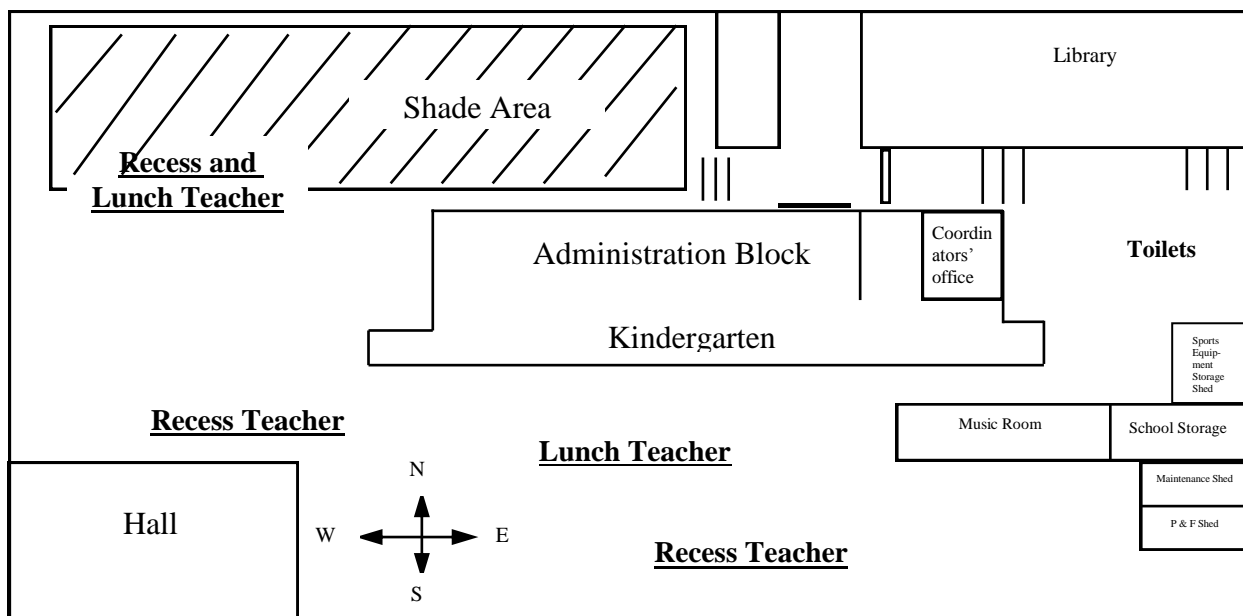 Library
Shade Area
Recess and
Lunch Teacher
Administration Block
Coordin
ators'
office
Toilets
Kindergarten
Sports
Equip-
ment
Storage
Shed
Recess Teacher
Music Room
School Storage
Lunch Teacher
N
Maintenance Shed
Hall
W
E
P & F Shed
Recess Teacher
S